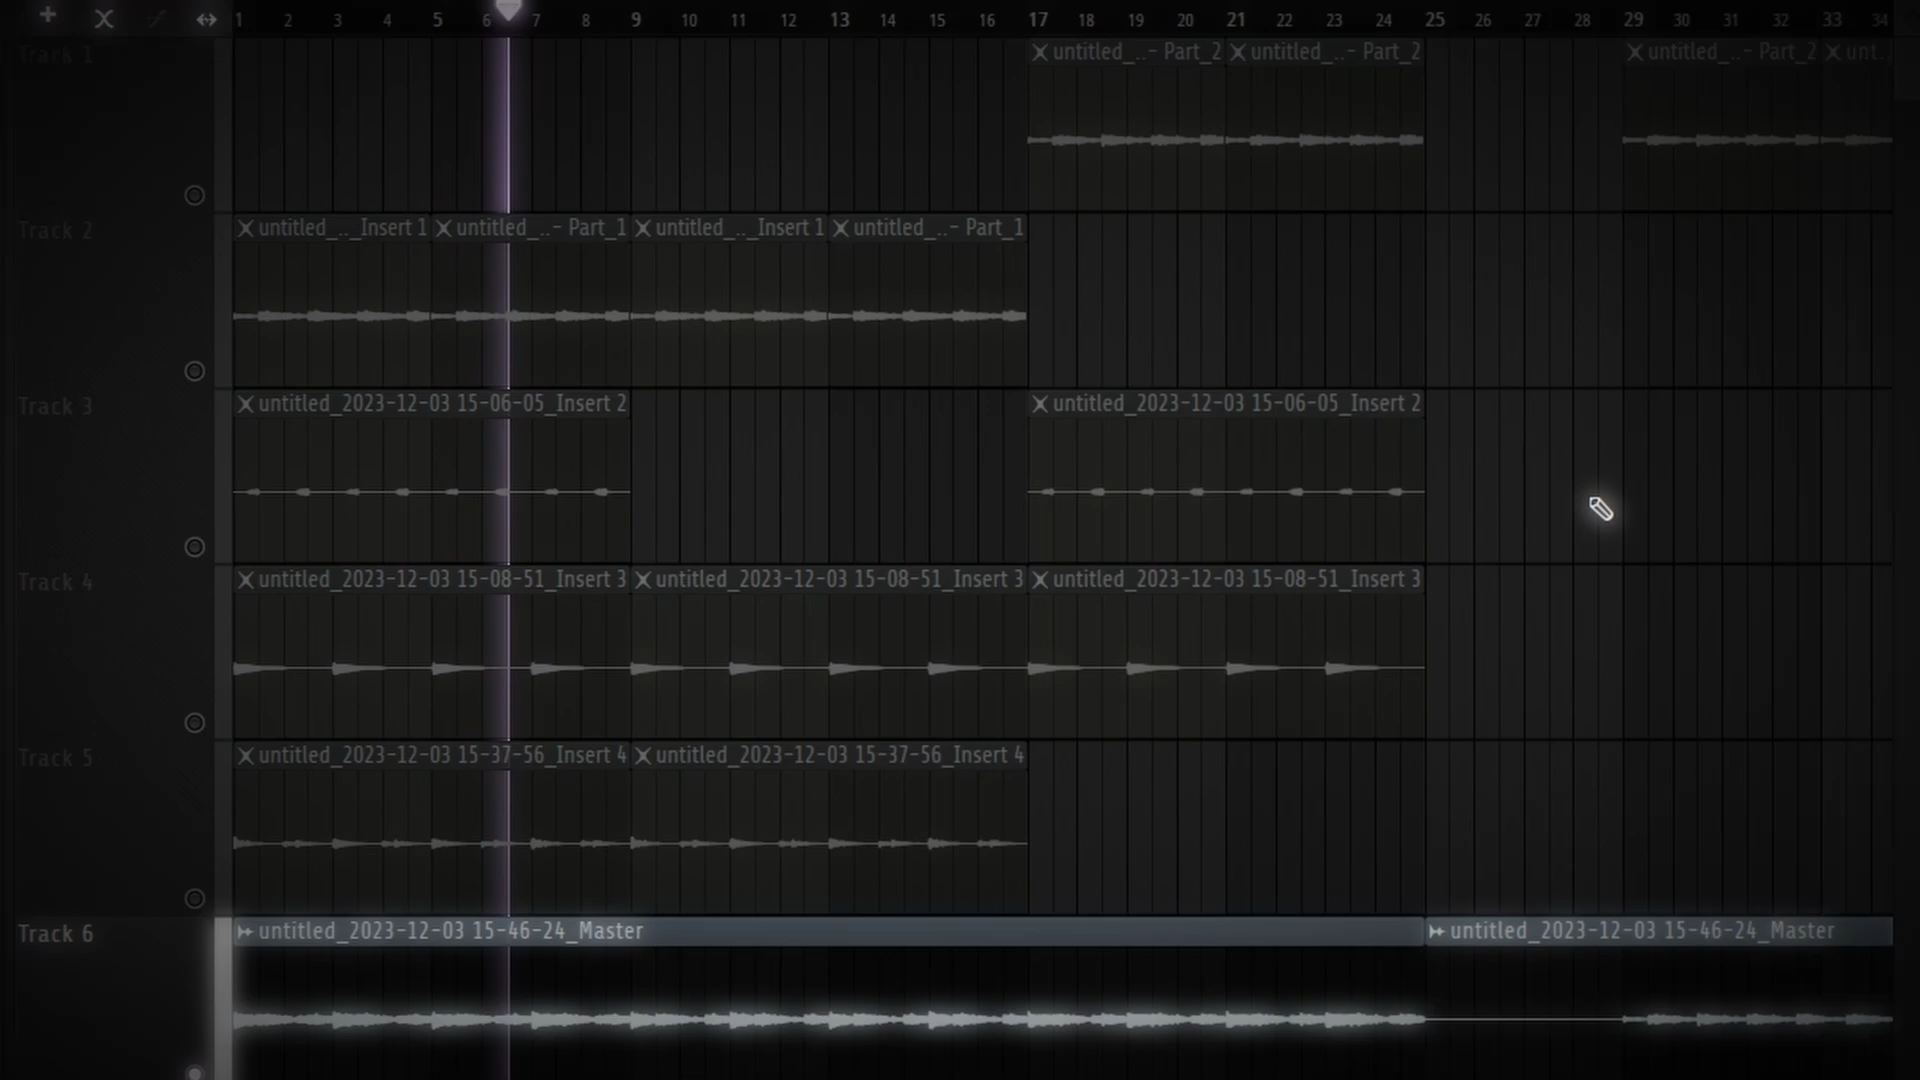 1 2 3 4 5 6 7 8 9 10 11 12 13 14 15 16 17 18 19 20 21 22 23 24 25 26 27 28 29 30 31 32 33 34
Track 1
untitled_..- Part_2 untitled_..- Part_2 untitled_..- Part_2 unt.
Track 2
untitled_.._Insert 1 untitled_..- Part_1 untitled_.._Insert 1 untitled_..- Part_1
Track 3
untitled_2023-12-03 15-06-05_Insert 2 untitled_2023-12-03 15-06-05_Insert 2
Track 4
untitled_2023-12-03 15-08-51_Insert 3 untitled_2023-12-03 15-08-51_Insert 3 untitled_2023-12-03 15-08-51_Insert 3
Track 5
untitled_2023-12-03 15-37-56_Insert 4 untitled_2023-12-03 15-37-56_Insert 4
Track 6
untitled_2023-12-03 15-46-24_Master untitled_2023-12-03 15-46-24_Master